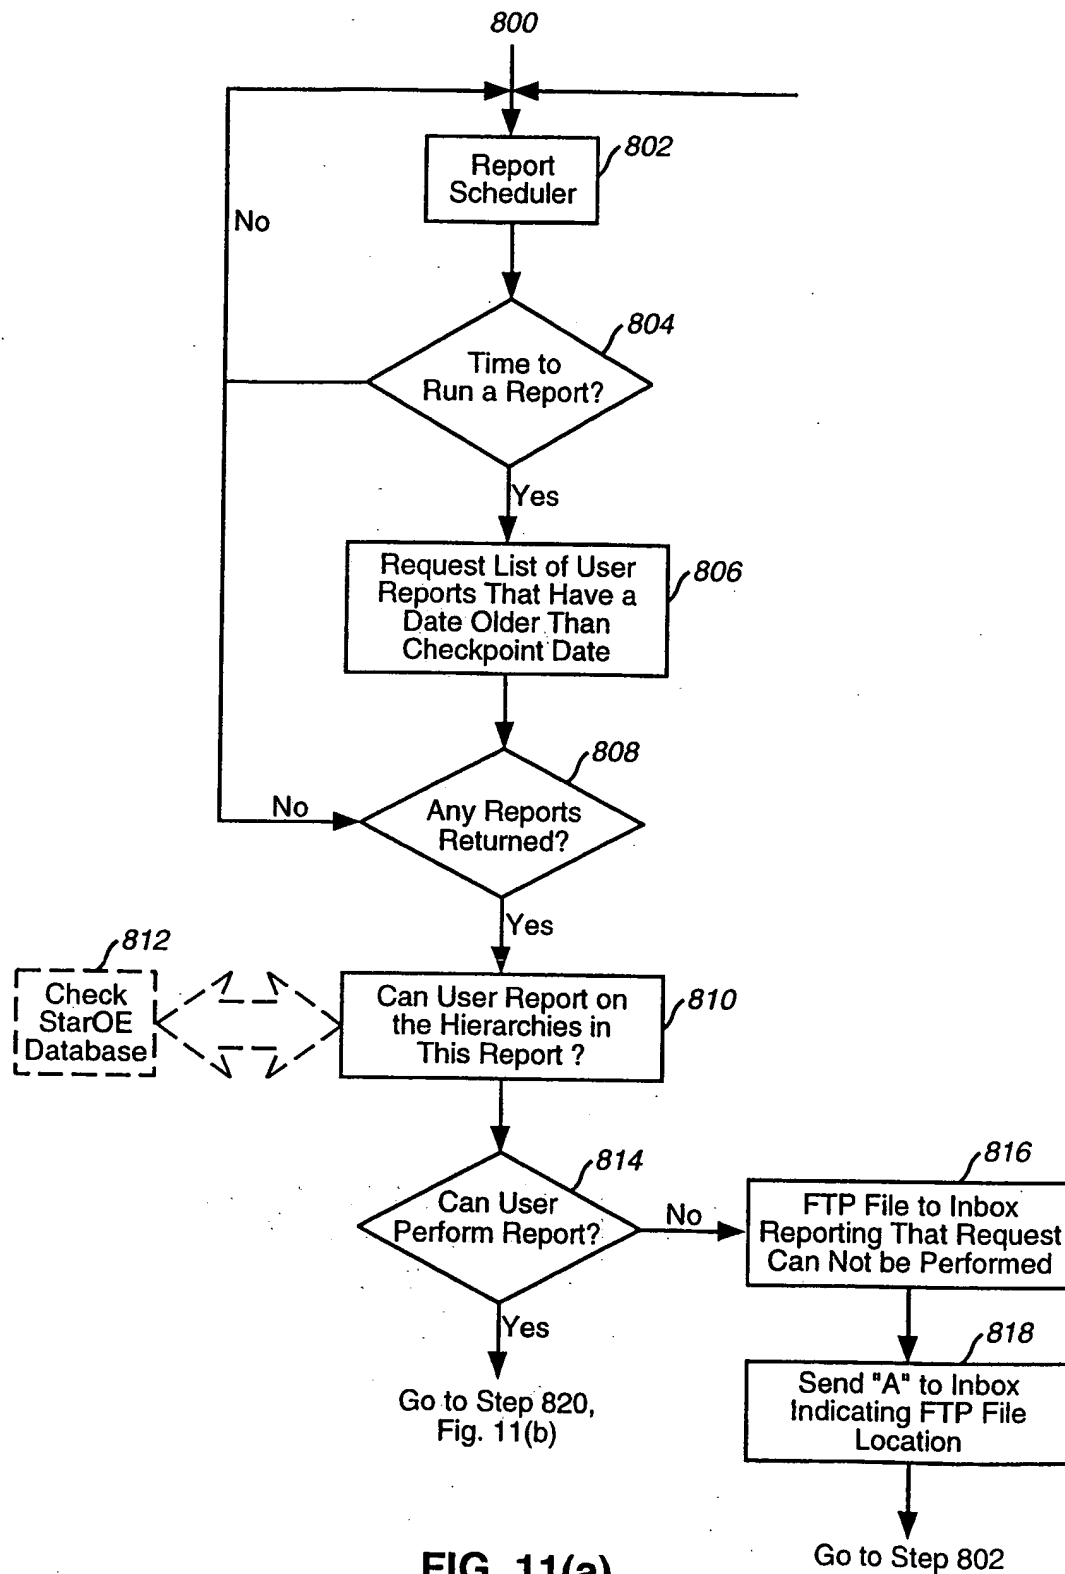 800
Report
Scheduler
802
No
Time to
Run a Report?
804
Yes
Request List of User
Reports That Have a
Date Older Than
Checkpoint Date
806
Any Reports
Returned?
808
No
Yes
812
Check
StarOE
Database
Can User Report on
the Hierarchies in
This Report ?
810
Can User
Perform Report?
814
No
816
FTP File to Inbox
Reporting That Request
Can Not be Performed
Yes
818
Send "A" to Inbox
Indicating FTP File
Location
Go to Step 820,
Fig. 11(b)
Go to Step 802
FIG. 11(a)